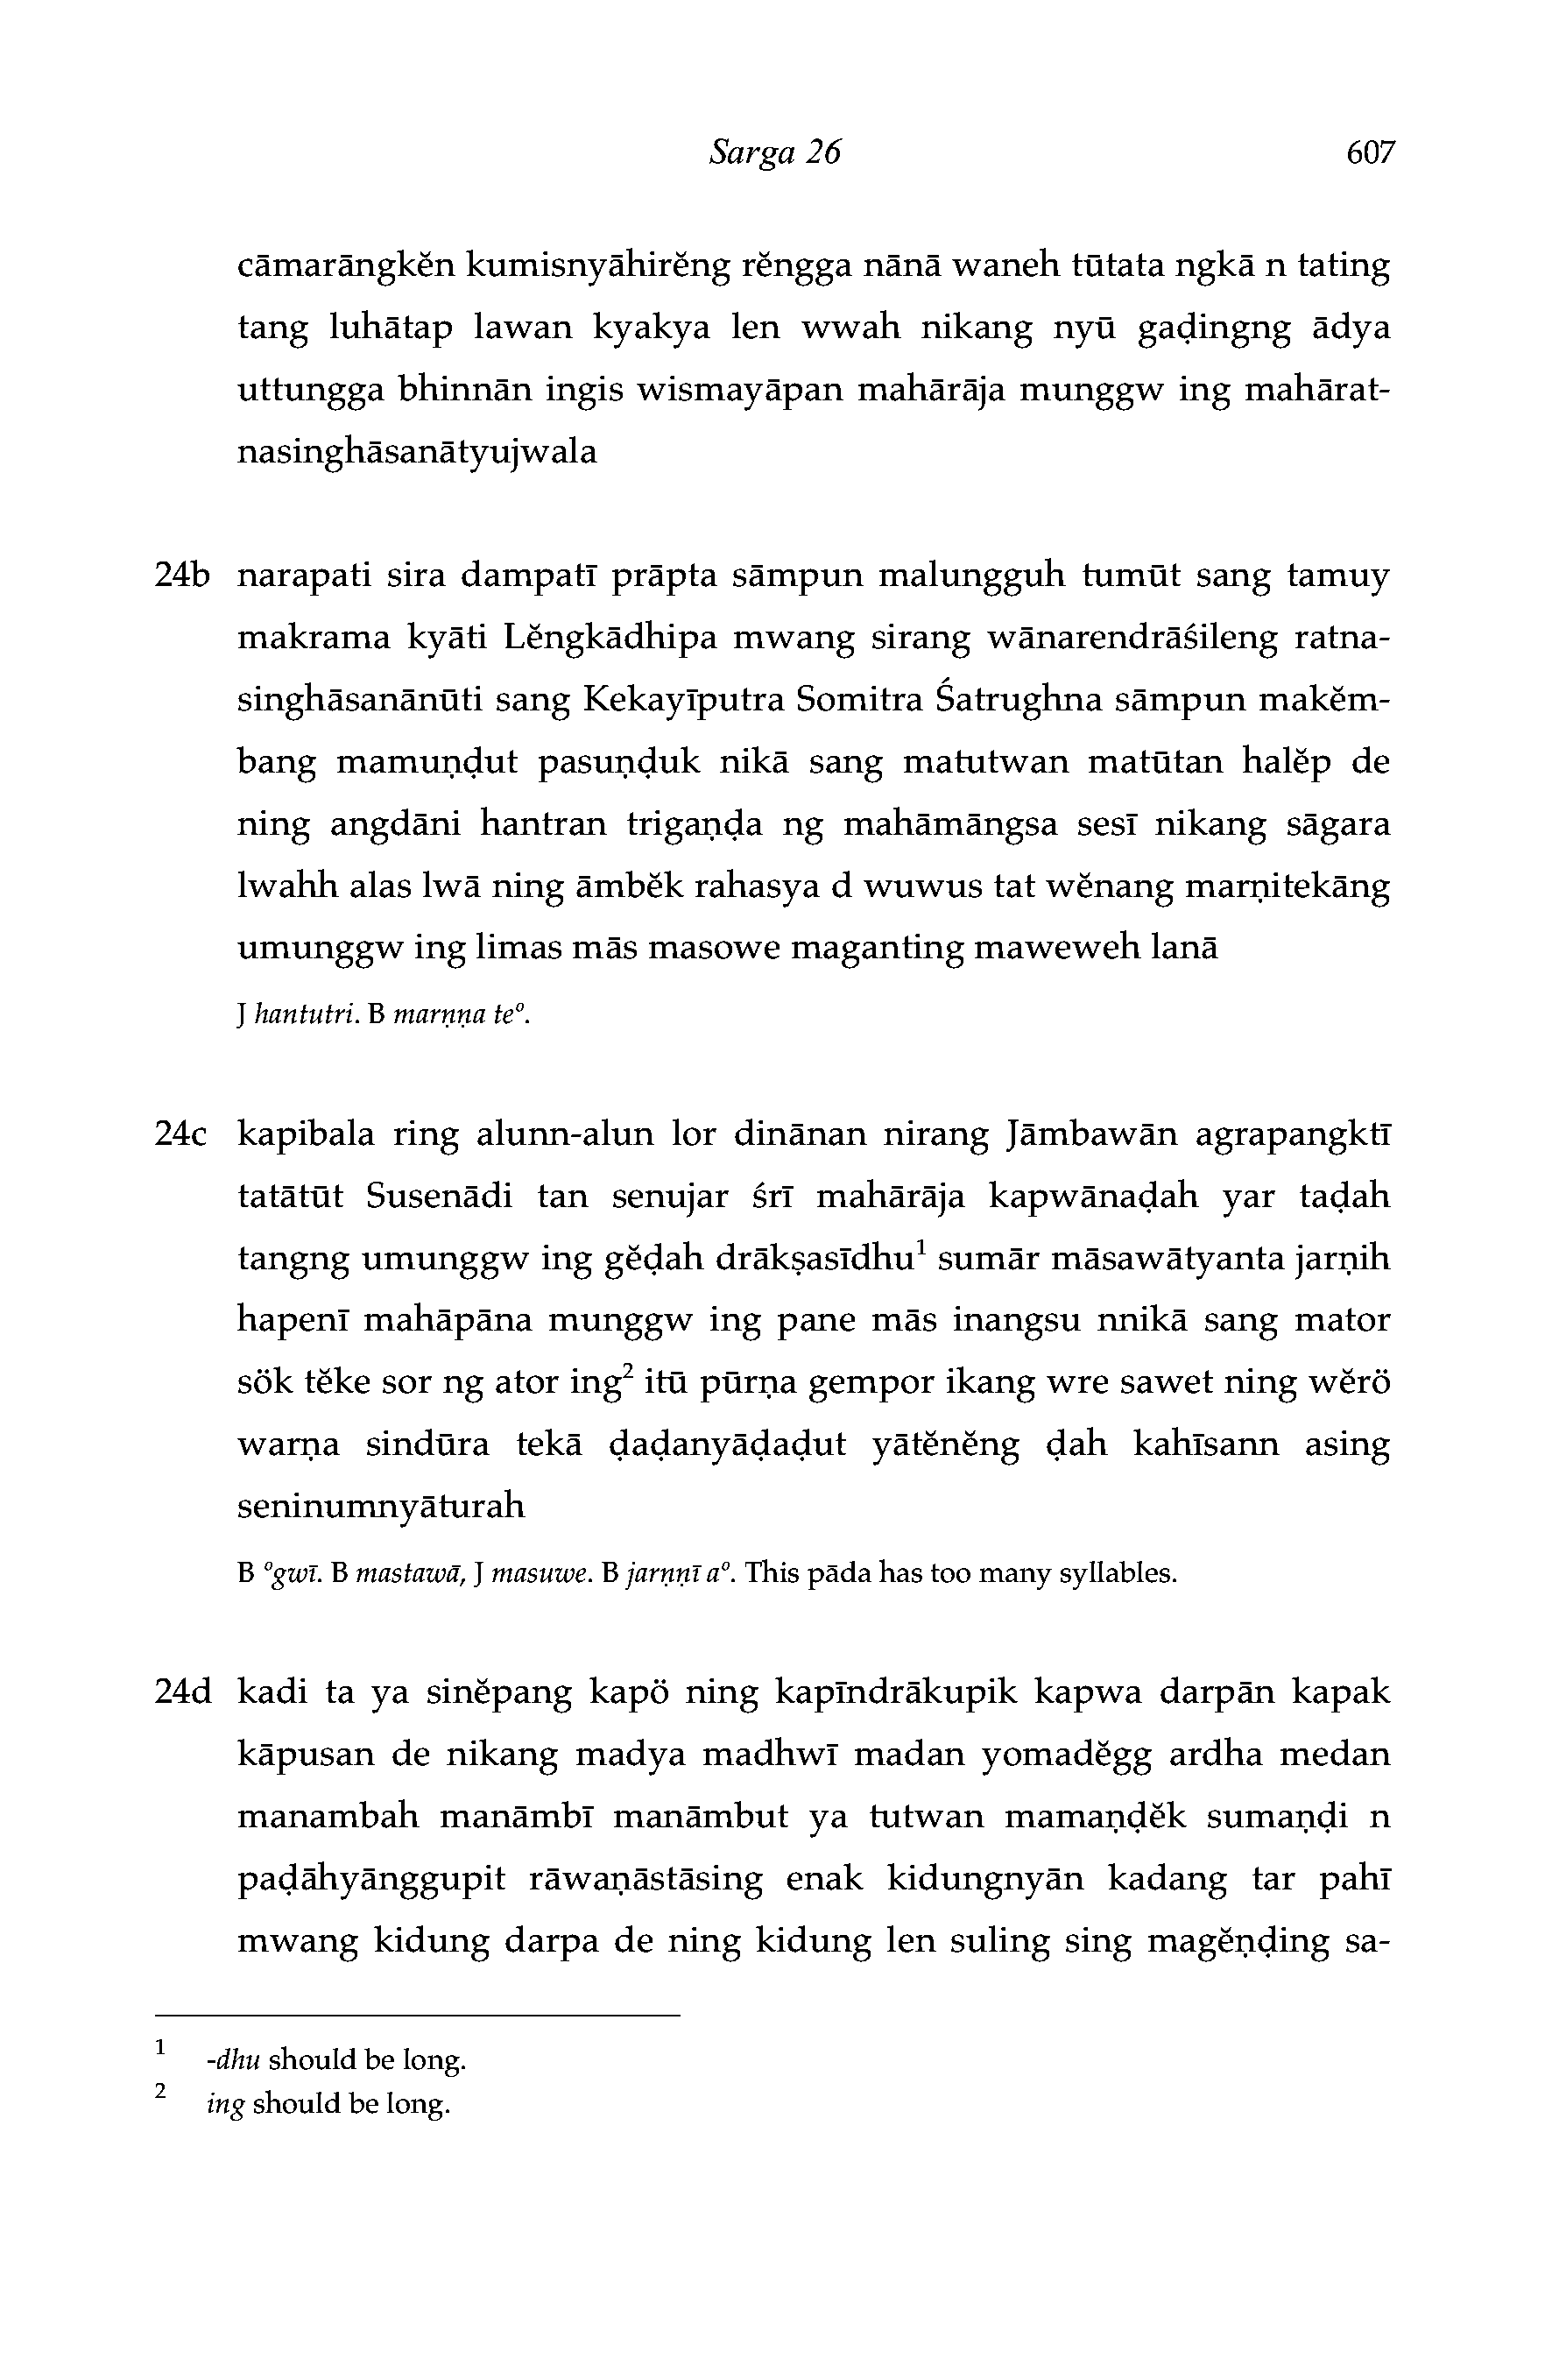 Sarga 26 607
cāmarāngkĕn kumisnyāhirĕng rĕngga nānā waneh tūtata ngkā n tating
tang luhātap lawan kyakya len wwah nikang nyū gaḍingng ādya
uttungga bhinnān ingis wismayāpan mahārāja munggw ing mahārat-
nasinghāsanātyujwala
24b narapati sira dampatī prāpta sāmpun malungguh tumūt sang tamuy
makrama kyāti Lĕngkādhipa mwang sirang wānarendrāśileng ratna-
singhāsanānūti sang Kekayīputra Somitra Śatrughna sāmpun makĕm-
bang mamuṇḍut pasuṇḍuk nikā sang matutwan matūtan halĕp de
ning angdāni hantran trigaṇḍa ng mahāmāngsa sesī nikang sāgara
lwahh alas lwā ning āmbĕk rahasya d wuwus tat wĕnang marṇitekāng
umunggw ing limas mās masowe maganting maweweh lanā
J hantutri. B marṇṇa te°.
24c kapibala ring alunn-alun lor dinānan nirang Jāmbawān agrapangktī
tatātūt Susenādi tan senujar śrī mahārāja kapwānaḍah yar taḍah
tangng umunggw ing gĕḍah drākṣasīdhu¹ sumār māsawātyanta jarṇih
hapenī mahāpāna munggw ing pane mās inangsu nnikā sang mator
sök tĕke sor ng ator ing² itū pūrṇa gempor ikang wre sawet ning wĕrö
warṇa sindūra tekā ḍaḍanyāḍaḍut yātĕnĕng ḍah kahīsann asing
seninumnyāturah
B °gwī. B mastawā, J masuwe. B jarṇṇī a°. This pāda has too many syllables.
24d kadi ta ya sinĕpang kapö ning kapīndrākupik kapwa darpān kapak
kāpusan de nikang madya madhwī madan yomadĕgg ardha medan
manambah manāmbī manāmbut ya tutwan mamaṇḍĕk sumaṇḍi n
paḍāhyānggupit rāwaṇāstāsing enak kidungnyān kadang tar pahī
mwang kidung darpa de ning kidung len suling sing magĕṇḍing sa-
¹ -dhu should be long.
² ing should be long.